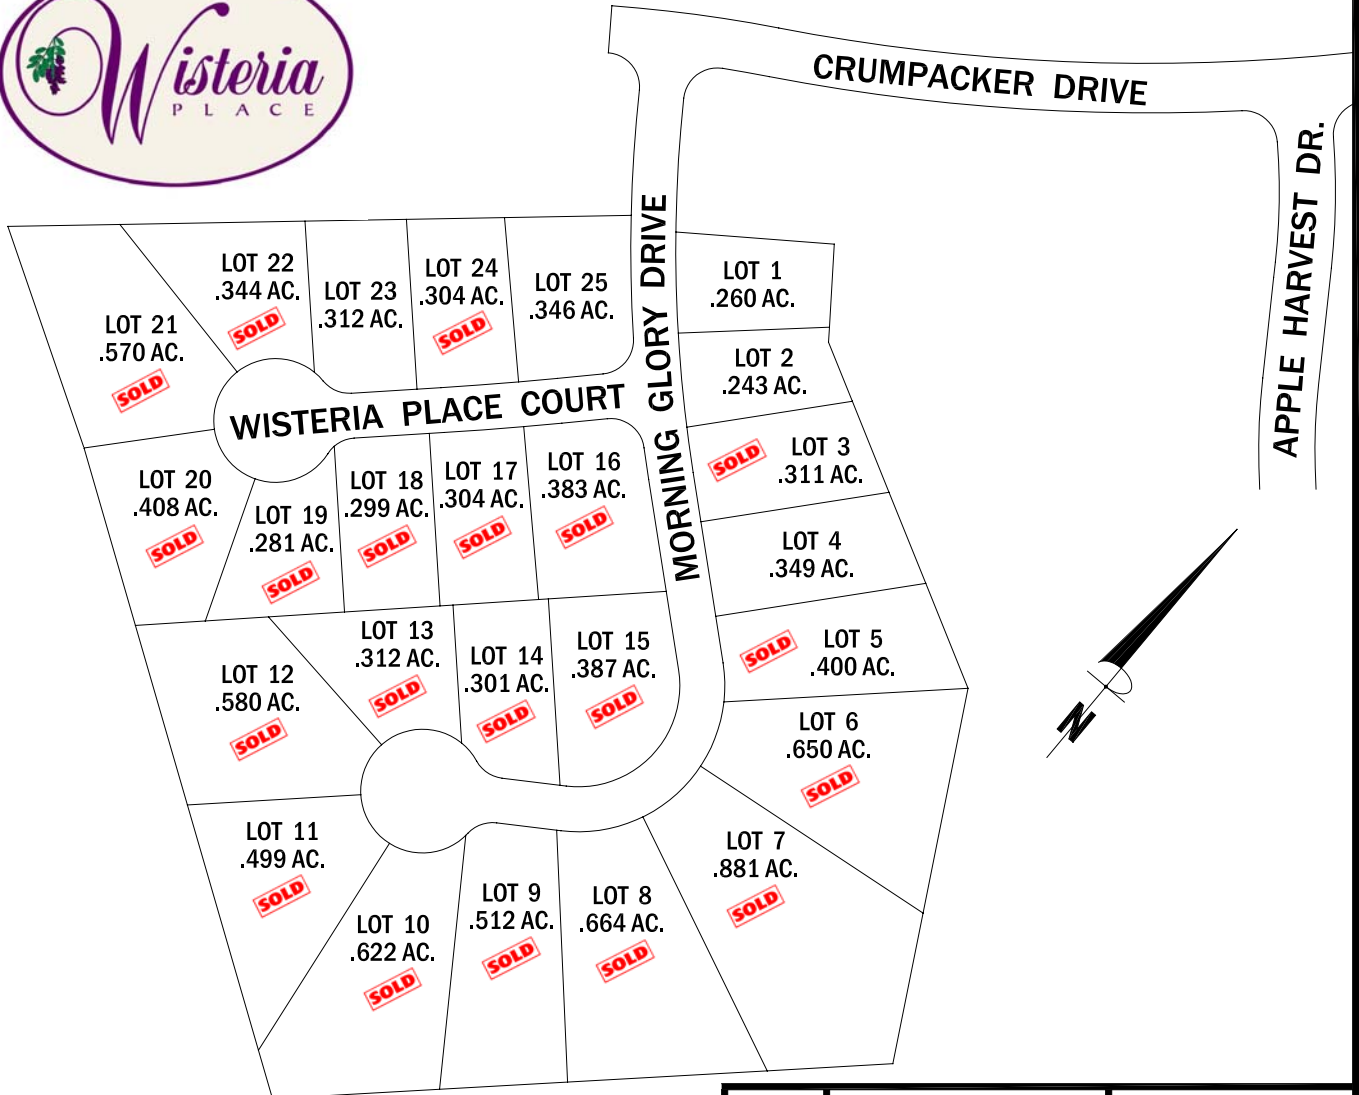 Wisteria
PLACE
CRUMPACKER DRIVE
APPLE HARVEST DR.
MORNING GLORY DRIVE
WISTERIA PLACE COURT
LOT 21
.570 AC.
SOLD
LOT 22
.344 AC.
SOLD
LOT 23
.312 AC.
LOT 24
.304 AC.
SOLD
LOT 25
.346 AC.
LOT 1
.260 AC.
LOT 2
.243 AC.
SOLD
LOT 3
.311 AC.
LOT 4
.349 AC.
SOLD
LOT 5
.400 AC.
LOT 20
.408 AC.
SOLD
LOT 19
.281 AC.
SOLD
LOT 18
.299 AC.
SOLD
LOT 17
.304 AC.
SOLD
LOT 16
.383 AC.
SOLD
LOT 12
.580 AC.
SOLD
LOT 13
.312 AC.
SOLD
LOT 14
.301 AC.
SOLD
LOT 15
.387 AC.
SOLD
LOT 6
.650 AC.
SOLD
LOT 11
.499 AC.
SOLD
LOT 10
.622 AC.
SOLD
LOT 9
.512 AC.
SOLD
LOT 8
.664 AC.
SOLD
LOT 7
.881 AC.
SOLD
N